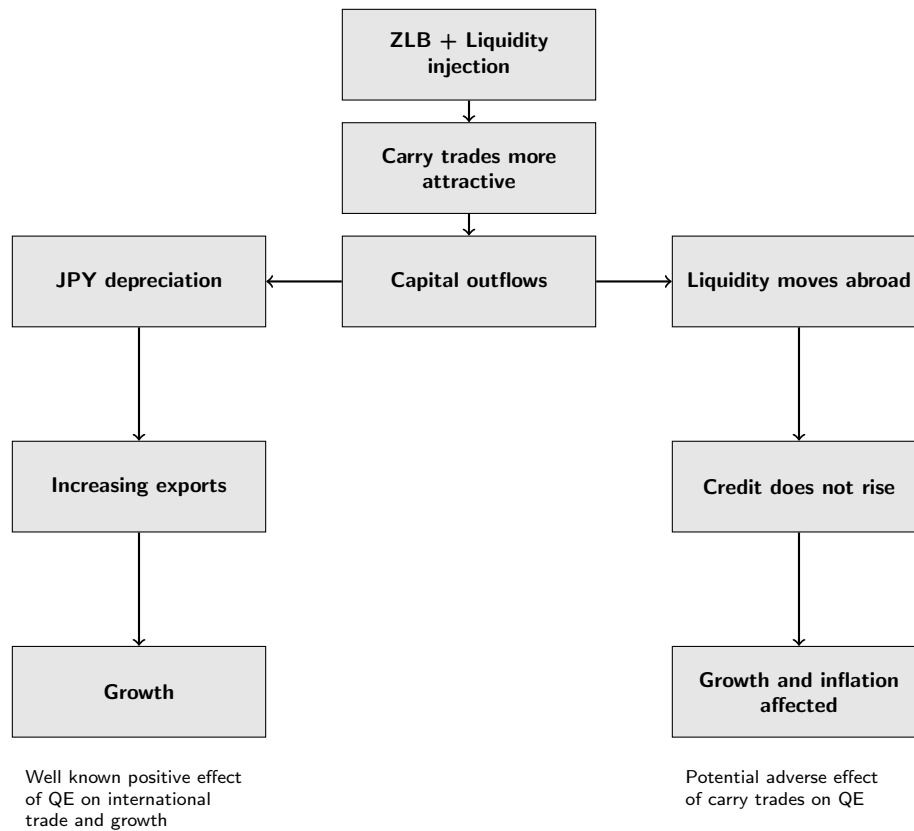 ZLB + Liquidity
injection
Carry trades more
attractive
JPY depreciation
Capital outflows
Liquidity moves abroad
Increasing exports
Credit does not rise
Growth
Growth and inflation
affected
Well known positive effect
of QE on international
trade and growth
Potential adverse effect
of carry trades on QE